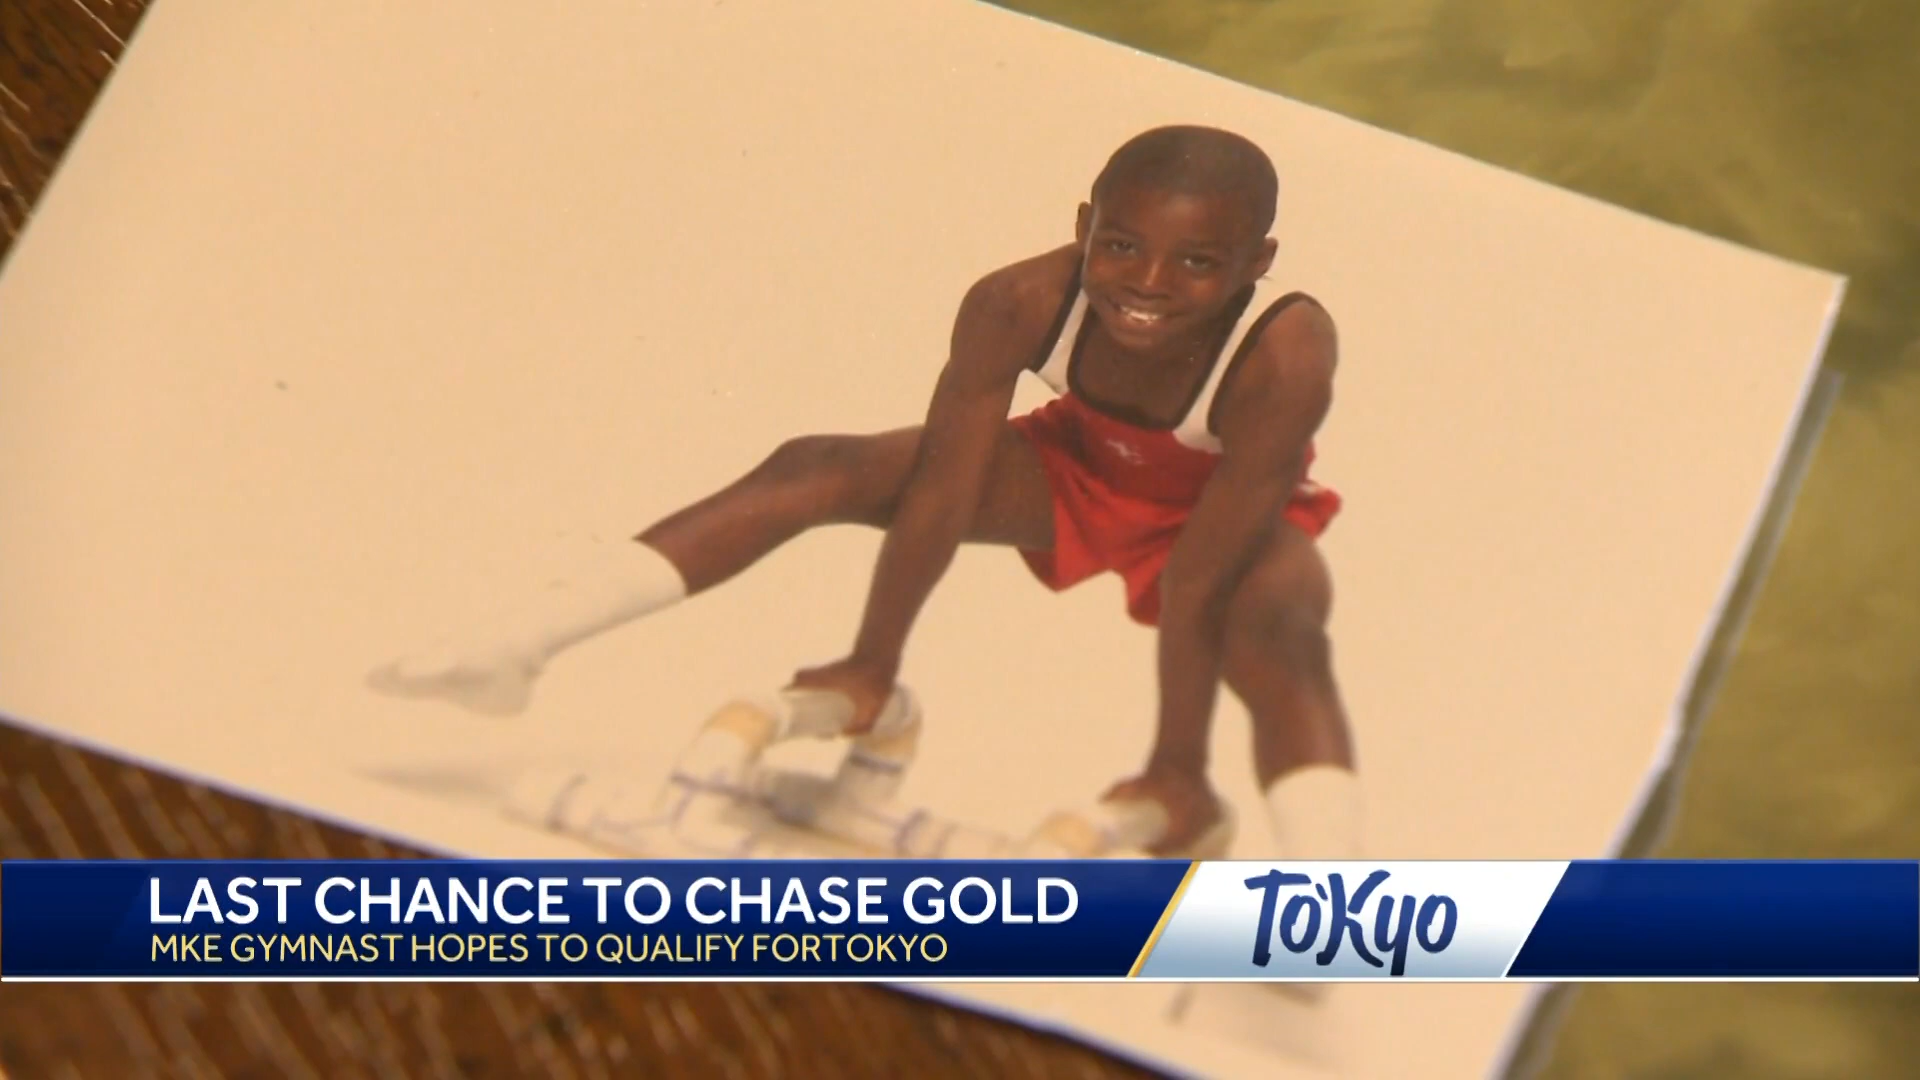 LAST CHANCE TO CHASE GOLD
MKE GYMNAST HOPES TO QUALIFY FORTOKYO
TOKYO